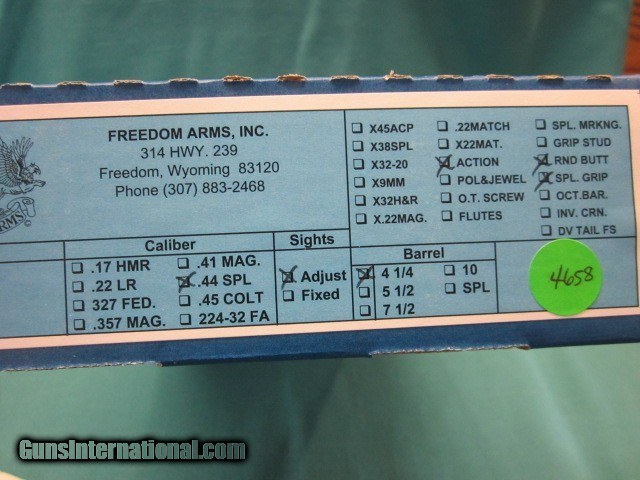 FREEDOM ARMS, INC.
314 HWY. 239
Freedom, Wyoming 83120
Phone (307) 883-2468
ARMS
X45ACP
X38SPL
X32-20
X9MM
X32H&R
X.22MAG.
.22MATCH
X22MAT.
ACTION
POL&JEWEL
O.T. SCREW
FLUTES
SPL. MRKNG.
GRIP STUD
RND BUTT
SPL. GRIP
OCT.BAR.
INV. CRN.
DV TAIL FS
Caliber
.17 HMR
.22 LR
327 FED.
.357 MAG.
.41 MAG.
.44 SPL
.45 COLT
224-32 FA
Sights
Adjust
Fixed
Barrel
4 1/4
5 1/2
7 1/2
10
SPL
4658
GunsInternational.com